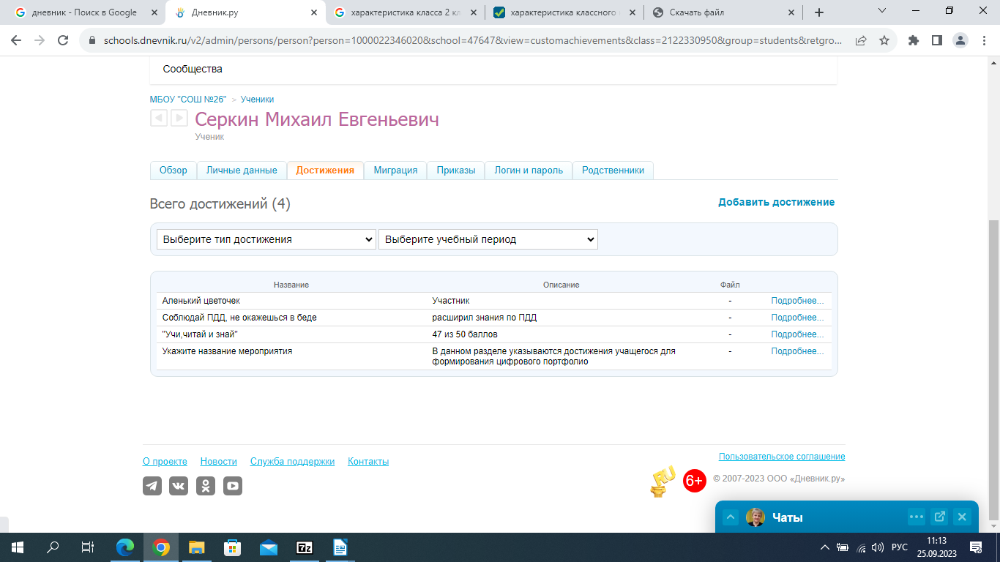 дневник - Поиск в Google
Дневник.ру
характеристика класса 2 кл
характеристика классного
Скачать файл
schools.dnevnik.ru/v2/admin/persons/person?person=1000022346020&school=47647&view=customachievements&class=2122330950&group=students&retgro...
Сообщества
МБОУ "СОШ №26" > Ученики
Серкин Михаил Евгеньевич
Ученик
Обзор Личные данные Достижения Миграция Приказы Логин и пароль Родственники
Всего достижений (4)
Добавить достижение
Выберите тип достижения Выберите учебный период
Название Описание Файл
Аленький цветочек Участник - Подробнее...
Соблюдай ПДД, не окажешься в беде расширил знания по ПДД - Подробнее...
"Учи,читай и знай" 47 из 50 баллов - Подробнее...
Укажите название мероприятия В данном разделе указываются достижения учащегося для - Подробнее...
формирования цифрового портфолио
О проекте Новости Служба поддержки Контакты
Пользовательское соглашение
RU 6+ © 2007-2023 ООО «Дневник.ру»
Чаты
7z
РУС
11:13
25.09.2023